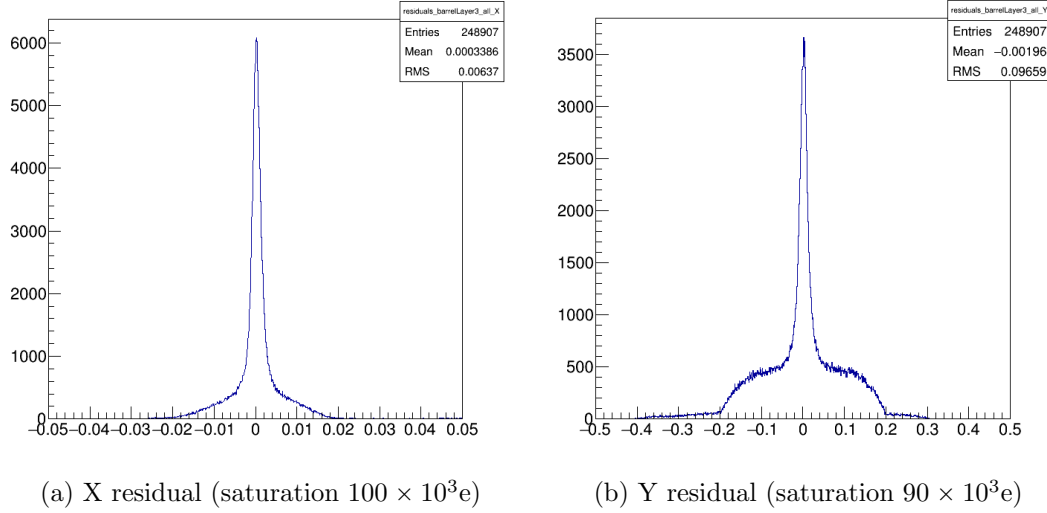 residuals_barrelLayer3_all_X
Entries 248907
Mean 0.0003386
RMS 0.00637
6000
5000
4000
3000
2000
1000
0
−0.05 −0.04 −0.03 −0.02 −0.01 0 0.01 0.02 0.03 0.04 0.05
(a) X residual (saturation 100 × 10³e)
residuals_barrelLayer3_all_Y
Entries 248907
Mean −0.00196
RMS 0.09659
3500
3000
2500
2000
1500
1000
500
0
−0.5 −0.4 −0.3 −0.2 −0.1 0 0.1 0.2 0.3 0.4 0.5
(b) Y residual (saturation 90 × 10³e)